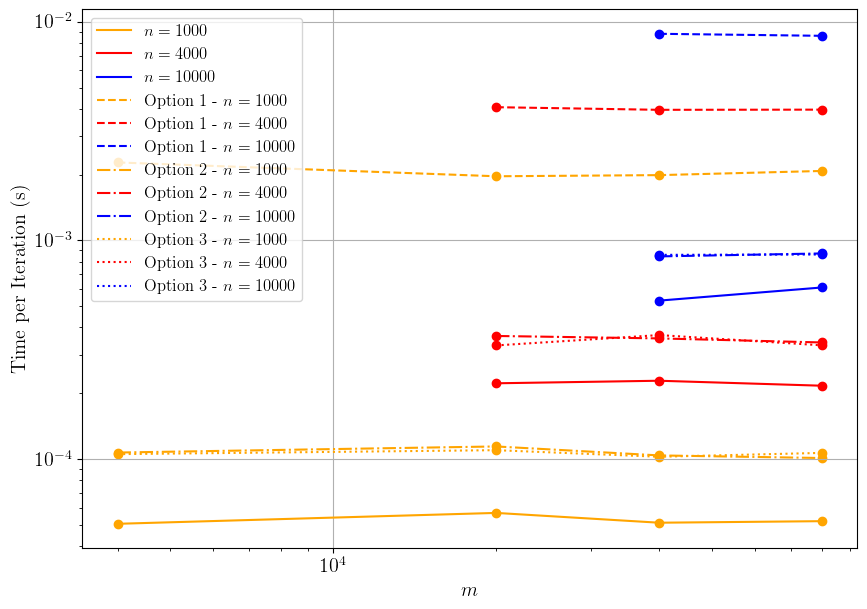 10⁻²
10⁻³
10⁻⁴
Time per Iteration (s)
n = 1000
n = 4000
n = 10000
Option 1 - n = 1000
Option 1 - n = 4000
Option 1 - n = 10000
Option 2 - n = 1000
Option 2 - n = 4000
Option 2 - n = 10000
Option 3 - n = 1000
Option 3 - n = 4000
Option 3 - n = 10000
10⁴
m